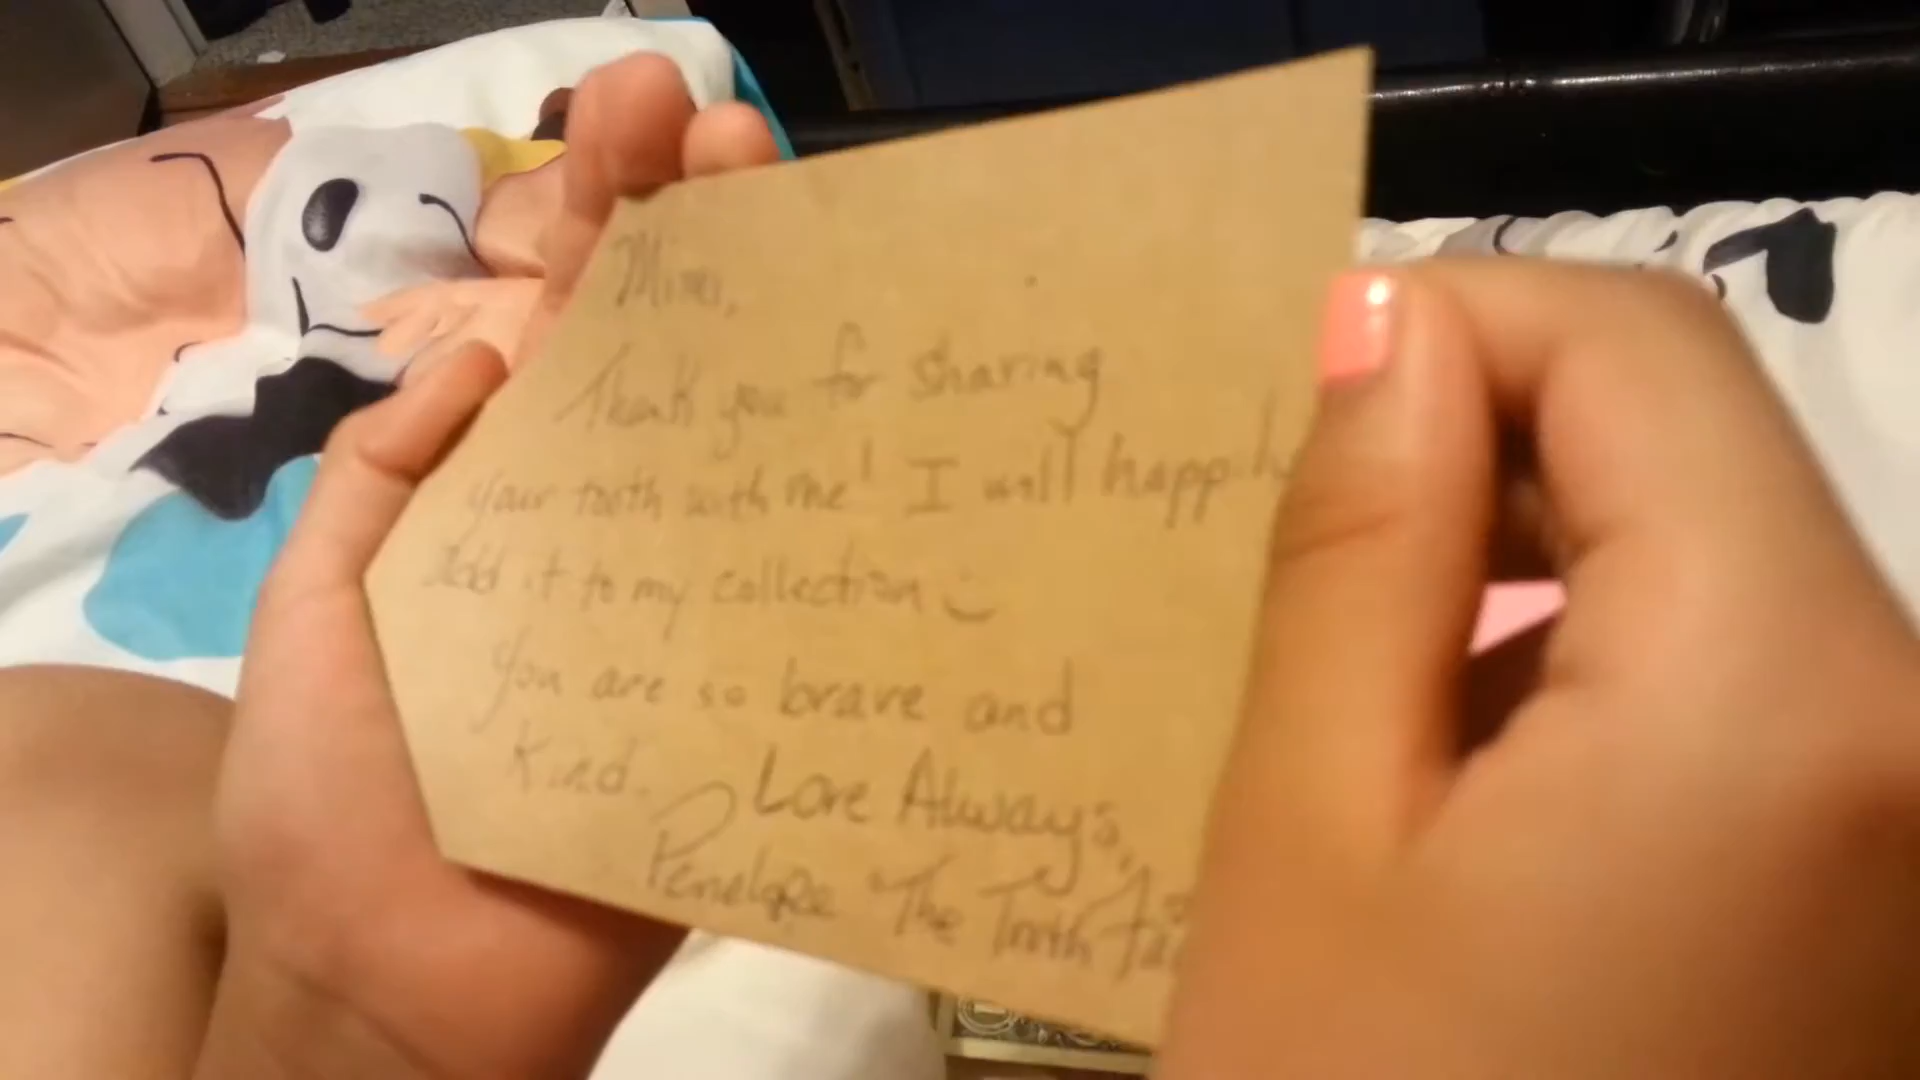 Mimi,
Thank you for sharing
your tooth with me! I will happily
Add it to my collection
You are so brave and
Kind. Love Always,
Penelope "The Tooth